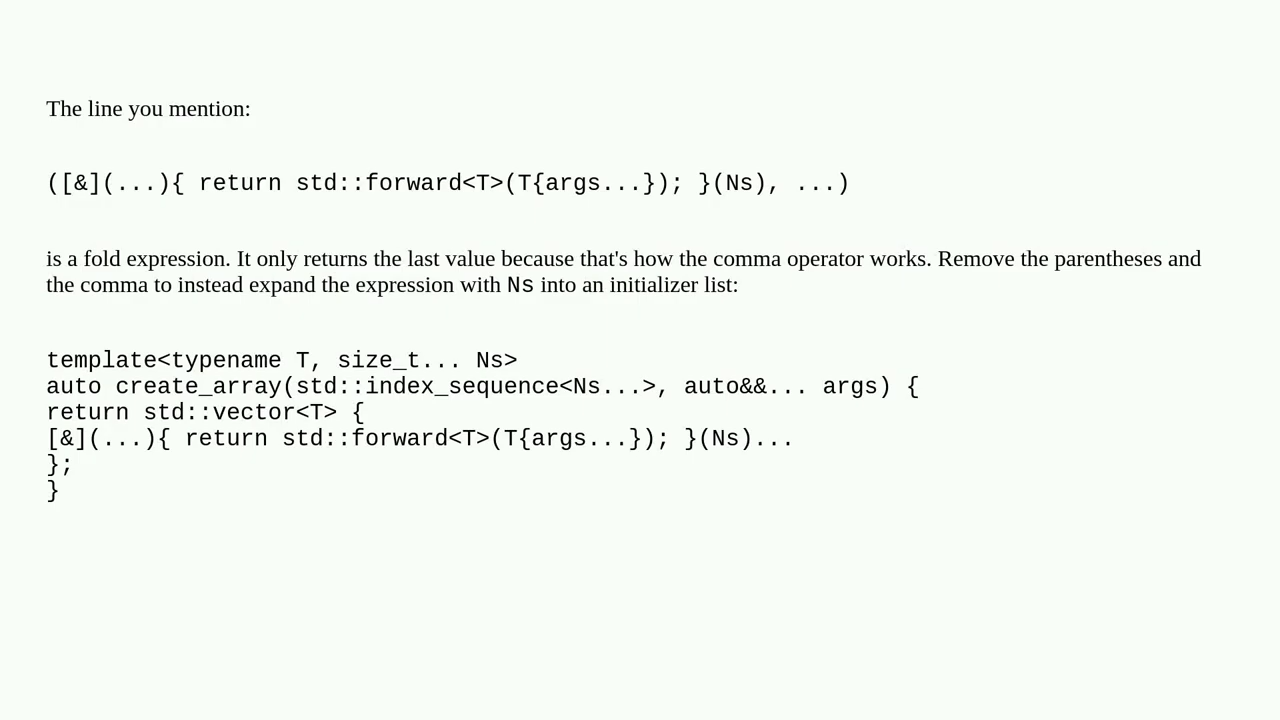 The line you mention:
([&](...){ return std::forward<T>(T{args...}); }(Ns), ...)
is a fold expression. It only returns the last value because that's how the comma operator works. Remove the parentheses and
the comma to instead expand the expression with Ns into an initializer list:
template<typename T, size_t... Ns>
auto create_array(std::index_sequence<Ns...>, auto&&... args) {
return std::vector<T> {
[&](...){ return std::forward<T>(T{args...}); }(Ns)...
};
}